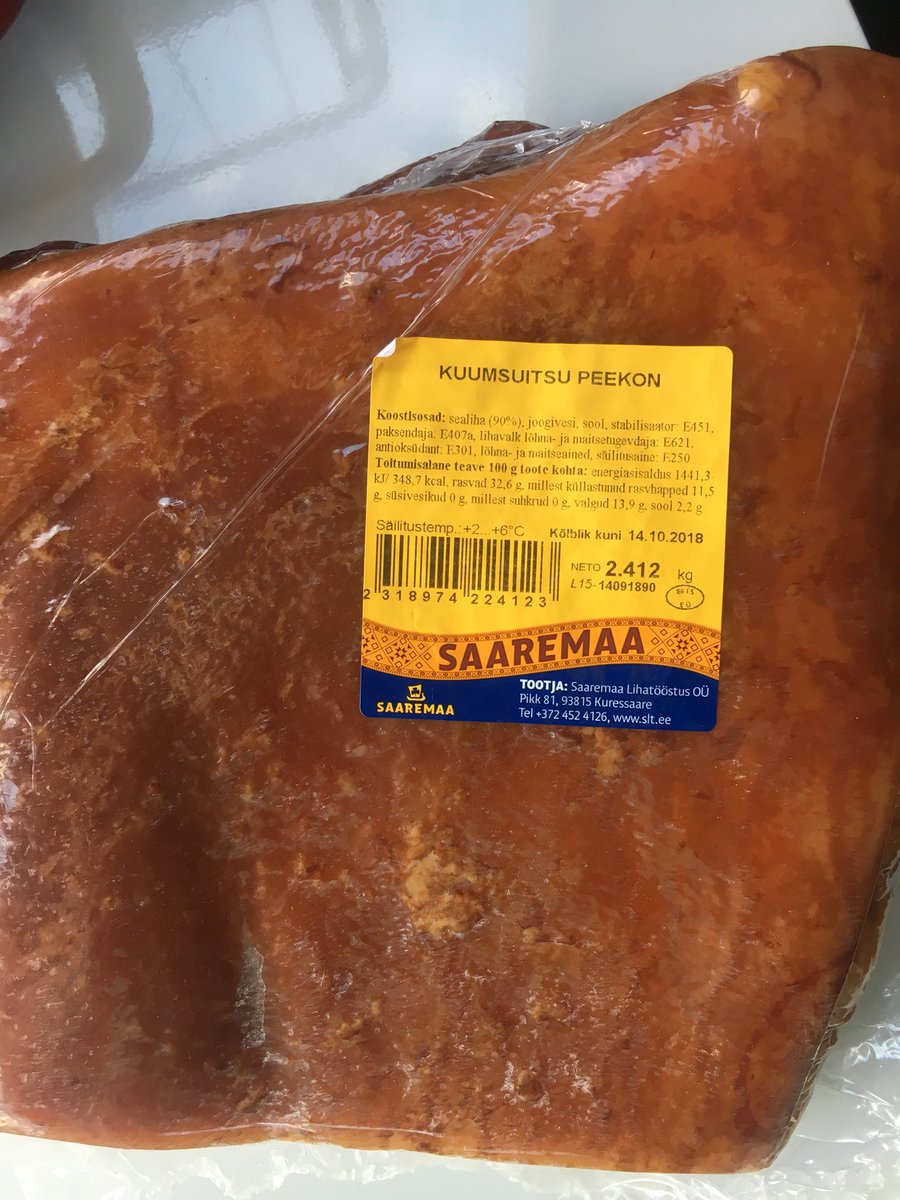 KUUMSUITSU PEEKON
Koostisosad: sealiha (90%), joogivesi, sool, stabilisaator: E451,
paksendaja: E407a, lihavalk lõhna- ja maitsetugevdaja: E621,
antioksüdant: E301, lõhna- ja maitseained, säilitusaine: E250
Toitumisalane teave 100 g toote kohta: energiasisaldus 1441,3
kJ/ 348,7 kcal, rasvad 32,6 g, millest küllastunud rasvhapped 11,5
g, süsivesikud 0 g, millest suhkrud 0 g, valgud 13,9 g, sool 2,2 g
Säilitustemp.: +2... +6°C Kõlblik kuni 14.10.2018
NETO 2.412 kg
L15-14091890
EE 15
EÜ
2 318974 224123
SAAREMAA
SAAREMAA
TOOTJA: Saaremaa Lihatööstus OÜ
Pikk 81, 93815 Kuressaare
Tel +372 452 4126, www.slt.ee